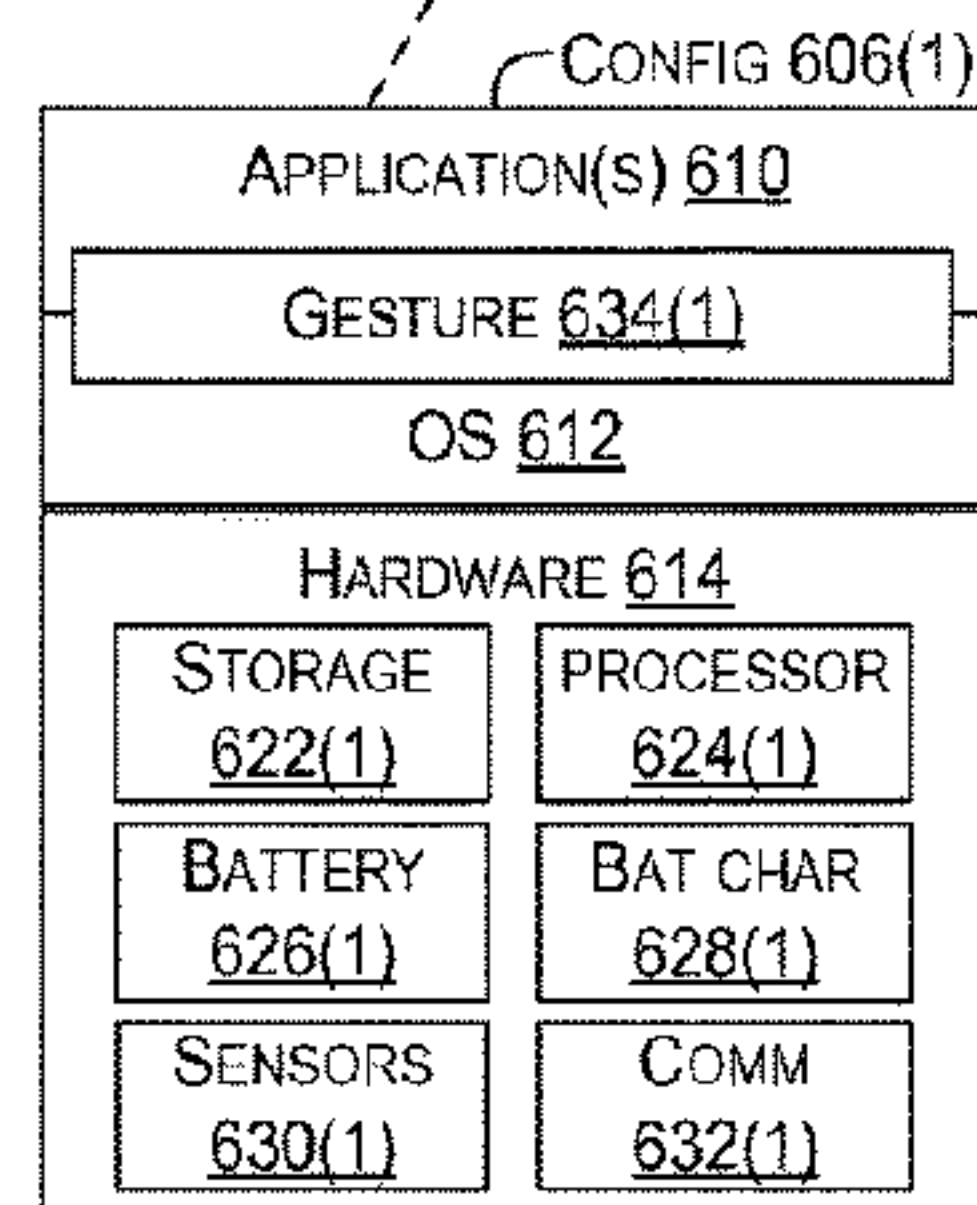 CONFIG 606(1)
APPLICATION(S) 610
GESTURE 634(1)
OS 612
HARDWARE 614
STORAGE
622(1)
PROCESSOR
624(1)
BATTERY
626(1)
BAT CHAR
628(1)
SENSORS
630(1)
COMM
632(1)